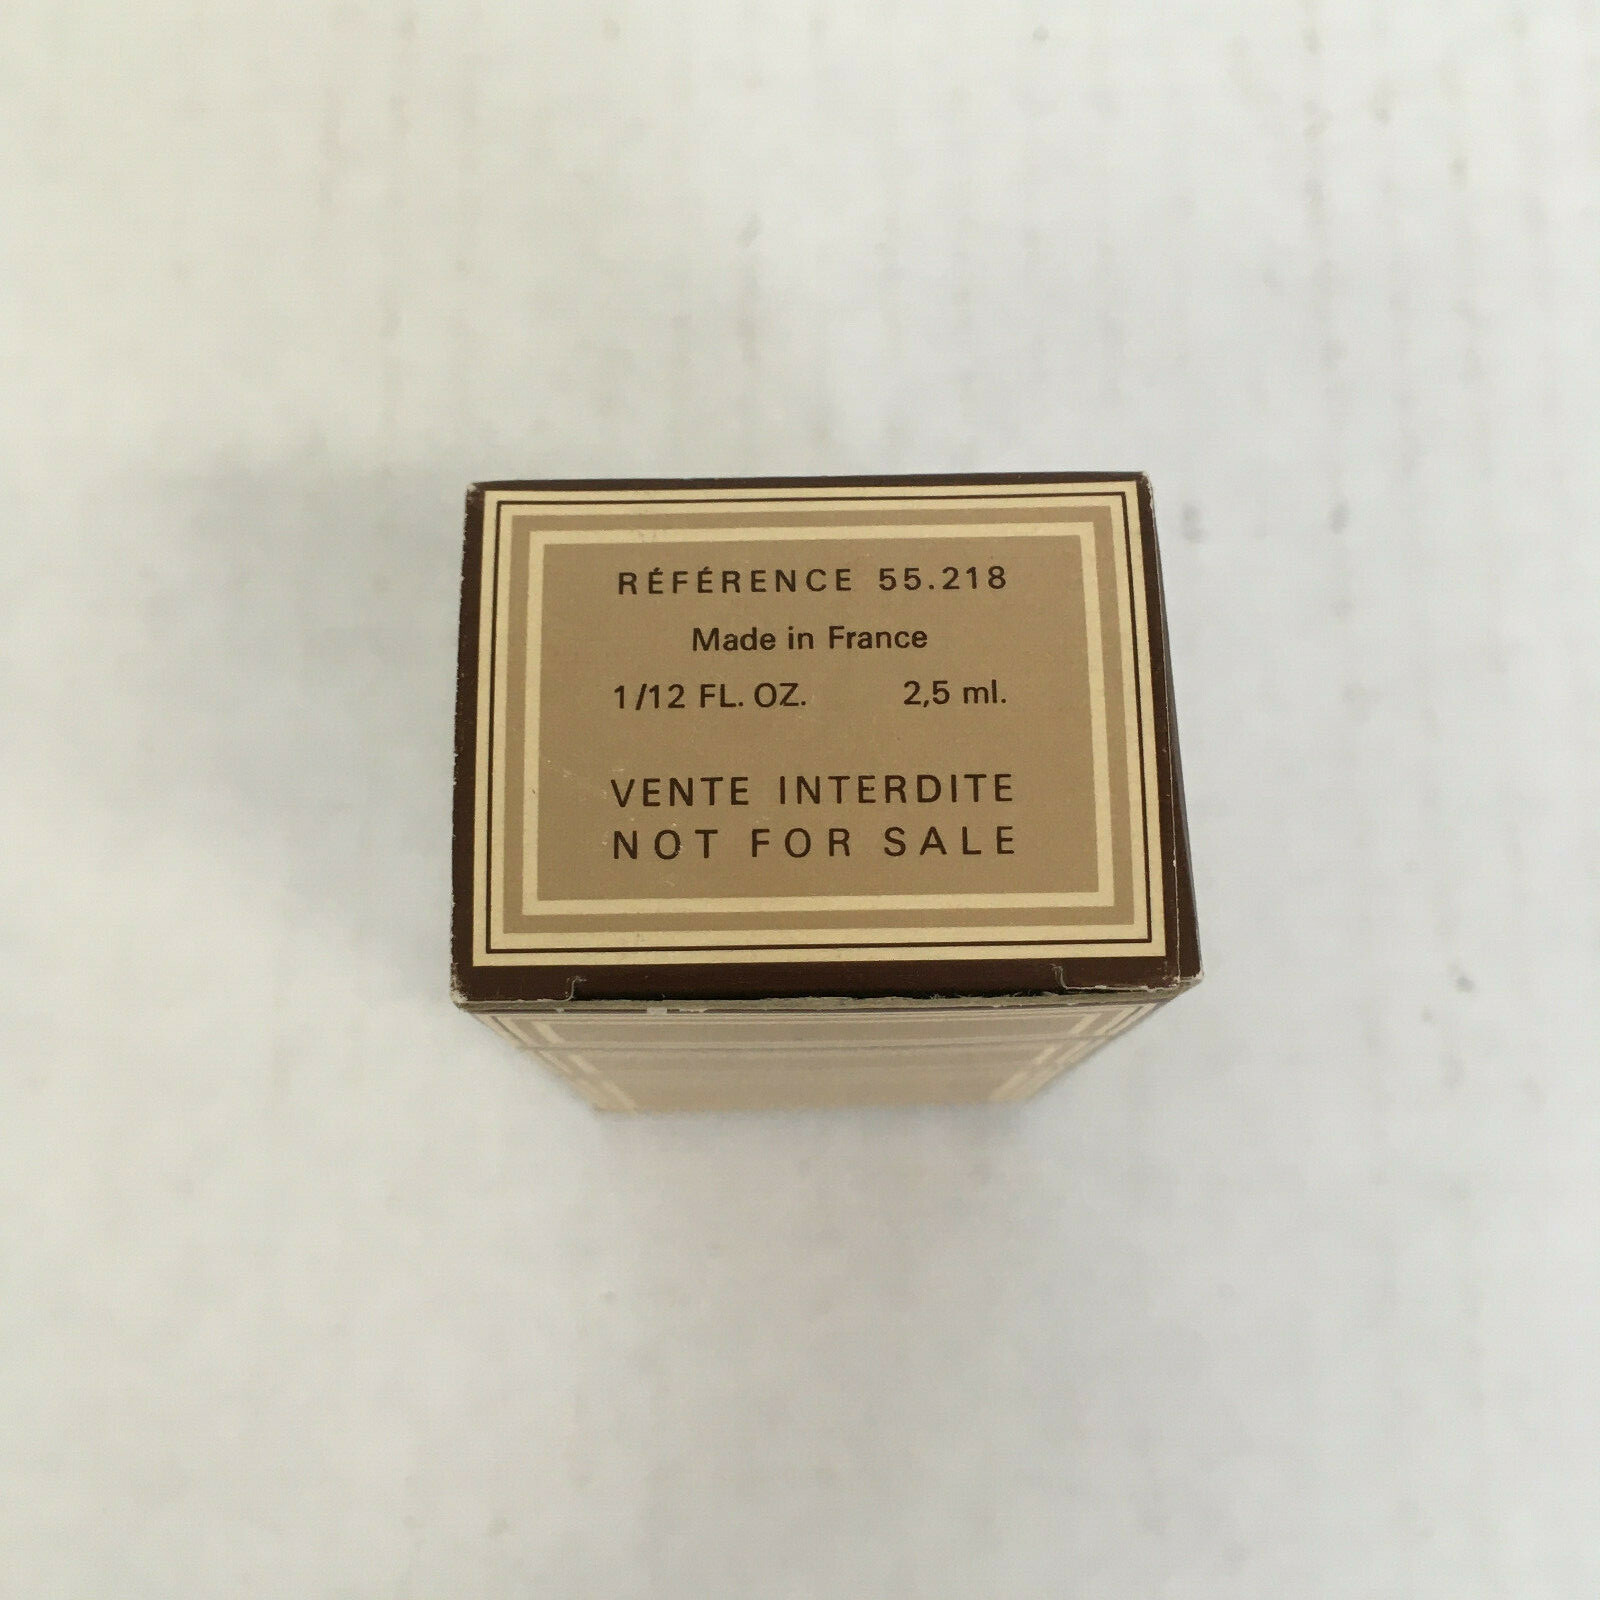 RÉFÉRENCE 55.218
Made in France
1/12 FL. OZ. 2,5 ml.
VENTE INTERDITE
NOT FOR SALE